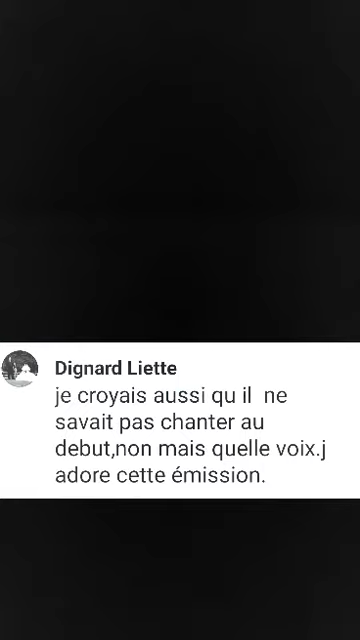 Dignard Liette
je croyais aussi qu il  ne
savait pas chanter au
debut,non mais quelle voix.j
adore cette émission.